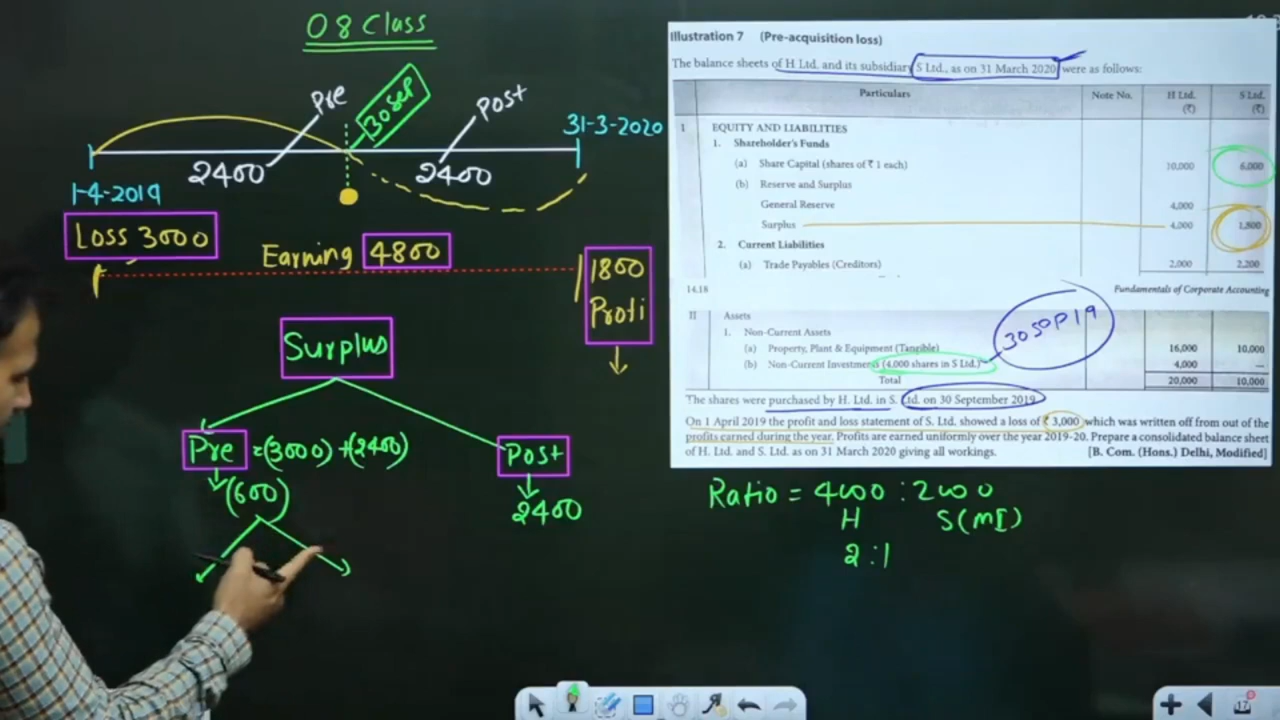 08 Class
Pre
30Sep
Post
31-3-2020
2400
2400
1-4-2019
Loss 3000
Earning 4800
1800
Profi
Surplus
Pre = (3000) + (2400)
Post
(600)
2400
Illustration 7 (Pre-acquisition loss)
The balance sheets of H Ltd. and its subsidiary S Ltd., as on 31 March 2020 were as follows:
Particulars Note No. H Ltd. S Ltd.
(₹) (₹)
I EQUITY AND LIABILITIES
1. Shareholder's Funds
(a) Share Capital (shares of ₹ 1 each) 10,000 6,000
(b) Reserve and Surplus
General Reserve 4,000
Surplus 4,000 1,800
2. Current Liabilities
(a) Trade Payables (Creditors) 2,000 2,200
14.18 Fundamentals of Corporate Accounting
II Assets
30SEP19
1. Non-Current Assets
(a) Property, Plant & Equipment (Tangible) 16,000 10,000
(b) Non-Current Investments (4,000 shares in S Ltd.) 4,000 —
Total 20,000 10,000
The shares were purchased by H. Ltd. in S. Ltd. on 30 September 2019.
On 1 April 2019 the profit and loss statement of S. Ltd. showed a loss of ₹ 3,000 which was written off from out of the
profits earned during the year. Profits are earned uniformly over the year 2019-20. Prepare a consolidated balance sheet
of H. Ltd. and S. Ltd. as on 31 March 2020 giving all workings. [B. Com. (Hons.) Delhi, Modified]
Ratio = 4000 : 2000
H S(MI)
2 : 1
17